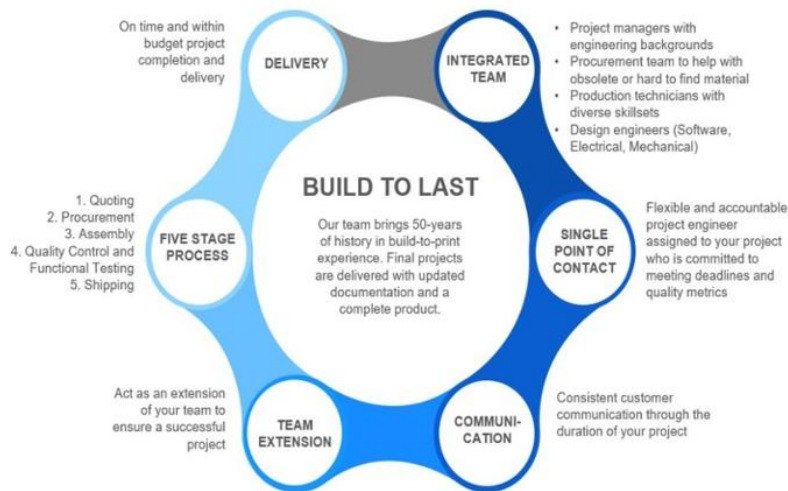 On time and within
budget project
completion and
delivery
DELIVERY
INTEGRATED
TEAM
• Project managers with
engineering backgrounds
• Procurement team to help with
obsolete or hard to find material
• Production technicians with
diverse skillsets
• Design engineers (Software,
Electrical, Mechanical)
BUILD TO LAST
Our team brings 50-years
of history in build-to-print
experience. Final projects
are delivered with updated
documentation and a
complete product.
1. Quoting
2. Procurement
3. Assembly
4. Quality Control and
Functional Testing
5. Shipping
FIVE STAGE
PROCESS
SINGLE
POINT OF
CONTACT
Flexible and accountable
project engineer
assigned to your project
who is committed to
meeting deadlines and
quality metrics
Act as an extension
of your team to
ensure a successful
project
TEAM
EXTENSION
COMMUNI-
CATION
Consistent customer
communication through the
duration of your project